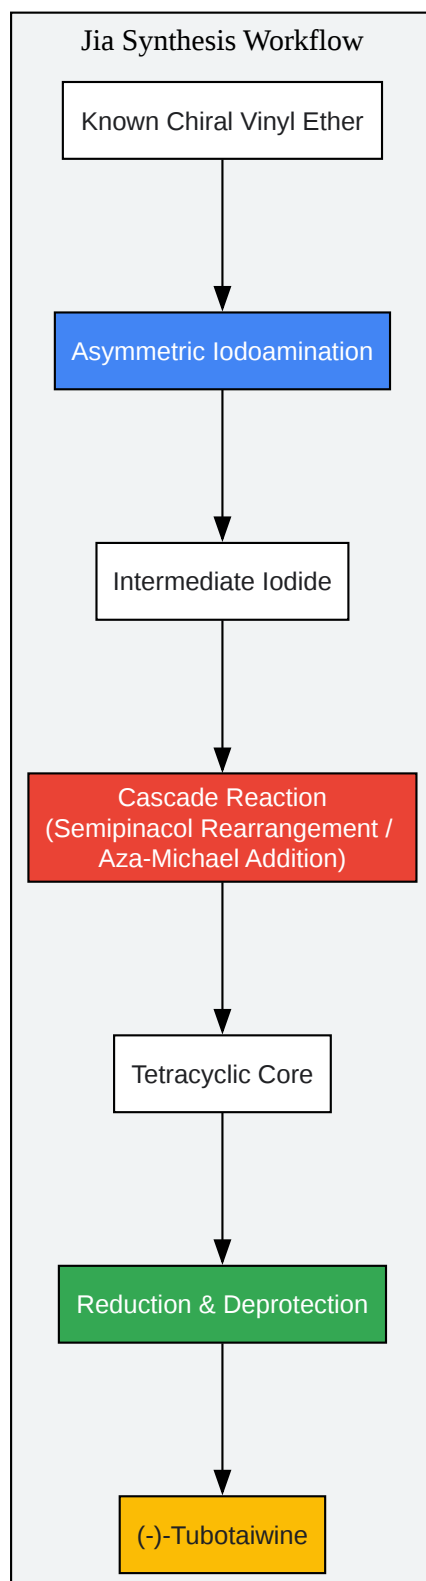 Jia Synthesis Workflow
Known Chiral Vinyl Ether
Asymmetric Iodoamination
Intermediate Iodide
Cascade Reaction
(Semipinacol Rearrangement /
Aza-Michael Addition)
Tetracyclic Core
Reduction & Deprotection
(-)-Tubotaiwine